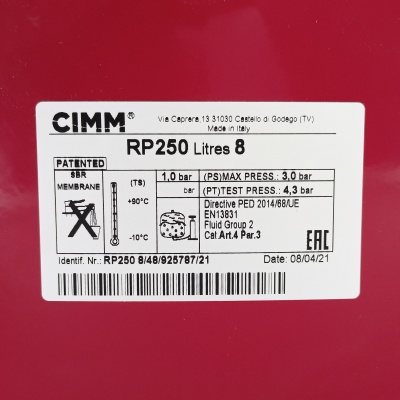 CIMM®
Via Caprera,13 31030 Castello di Godego (TV)
Made in Italy
RP250 Litres 8
PATENTED
SBR
MEMBRANE
(TS)
+90°C
-10°C
1,0 bar
bar
(PS)MAX PRESS.: 3,0 bar
(PT)TEST PRESS.: 4,3 bar
Directive PED 2014/68/UE
EN13831
Fluid Group 2
Cat.Art.4 Par.3
EAC
Identif. Nr.: RP250 8/48/925787/21
Date: 08/04/21